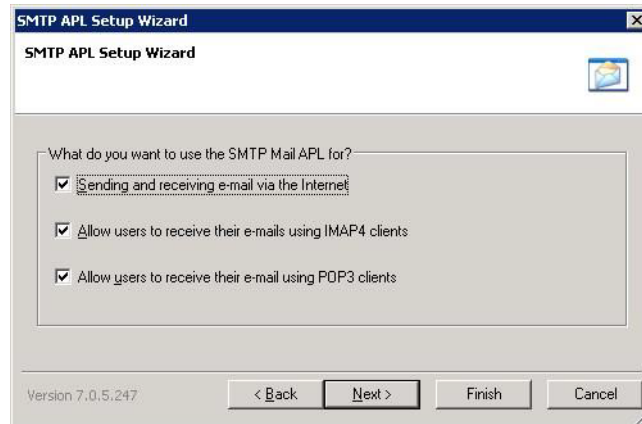 SMTP APL Setup Wizard
SMTP APL Setup Wizard
What do you want to use the SMTP Mail APL for?
Sending and receiving e-mail via the Internet
Allow users to receive their e-mails using IMAP4 clients
Allow users to receive their e-mail using POP3 clients
Version 7.0.5.247 < Back Next > Finish Cancel